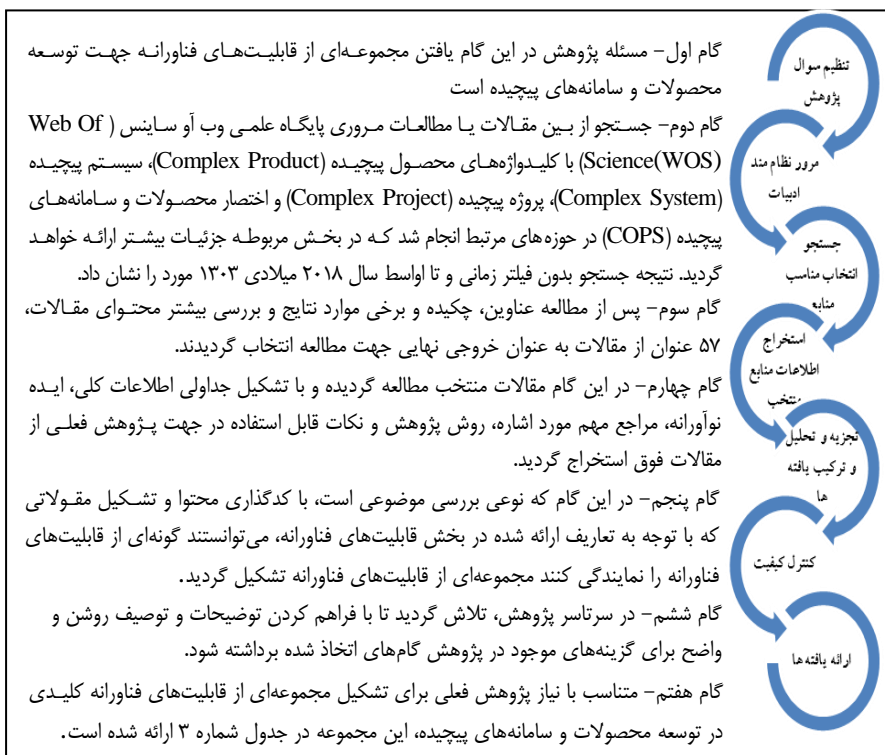 گام اول- مسئله پژوهش در این گام یافتن مجموعه‌ای از قابلیت‌های فناورانه جهت توسعه
محصولات و سامانه‌های پیچیده است
گام دوم- جستجو از بین مقالات یا مطالعات مروری پایگاه علمی وب آو ساینس ( Web Of
Science(WOS)) با کلیدواژه‌های محصول پیچیده (Complex Product)، سیستم پیچیده
(Complex System)، پروژه پیچیده (Complex Project) و اختصار محصولات و سامانه‌های
پیچیده (COPS) در حوزه‌های مرتبط انجام شد که در بخش مربوطه جزئیات بیشتر ارائه خواهد
گردید. نتیجه جستجو بدون فیلتر زمانی و تا اواسط سال ۲۰۱۸ میلادی ۱۳۰۳ مورد را نشان داد.
گام سوم- پس از مطالعه عناوین، چکیده و برخی موارد نتایج و بررسی بیشتر محتوای مقالات،
۵۷ عنوان از مقالات به عنوان خروجی نهایی جهت مطالعه انتخاب گردیدند.
گام چهارم- در این گام مقالات منتخب مطالعه گردیده و با تشکیل جداولی اطلاعات کلی، ایده
نوآورانه، مراجع مهم مورد اشاره، روش پژوهش و نکات قابل استفاده در جهت پژوهش فعلی از
مقالات فوق استخراج گردید.
گام پنجم- در این گام که نوعی بررسی موضوعی است، با کدگذاری محتوا و تشکیل مقولاتی
که با توجه به تعاریف ارائه شده در بخش قابلیت‌های فناورانه، می‌توانستند گونه‌ای از قابلیت‌های
فناورانه را نمایندگی کنند مجموعه‌ای از قابلیت‌های فناورانه تشکیل گردید.
گام ششم- در سرتاسر پژوهش، تلاش گردید تا با فراهم کردن توضیحات و توصیف روشن و
واضح برای گزینه‌های موجود در پژوهش گام‌های اتخاذ شده برداشته شود.
گام هفتم- متناسب با نیاز پژوهش فعلی برای تشکیل مجموعه‌ای از قابلیت‌های فناورانه کلیدی
در توسعه محصولات و سامانه‌های پیچیده، این مجموعه در جدول شماره ۳ ارائه شده است.
تنظیم سوال
پژوهش
مرور نظام مند
ادبیات
جستجو
انتخاب مناسب
منابع
استخراج
اطلاعات منابع
منتخب
تجزیه و تحلیل
و ترکیب یافته
ها
کنترل کیفیت
ارائه یافته ها